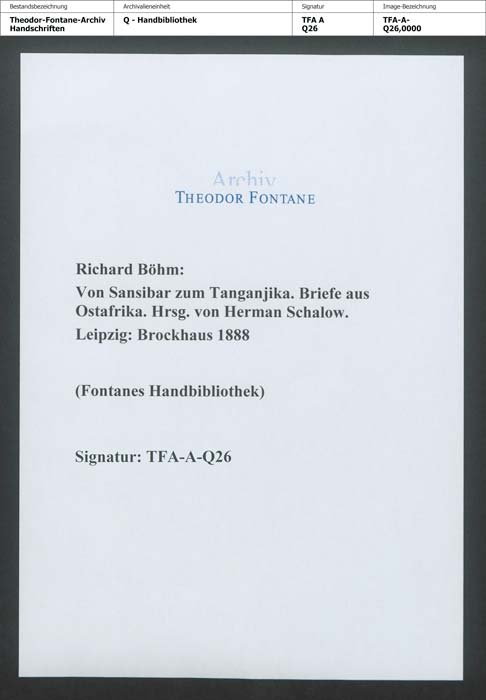 Bestandsbezeichnung Archivalieneinheit Signatur Image-Bezeichnung
Theodor-Fontane-Archiv Q - Handbibliothek TFA A TFA-A-
Handschriften Q26 Q26,0000
Archiv
THEODOR FONTANE
Richard Böhm:
Von Sansibar zum Tanganjika. Briefe aus
Ostafrika. Hrsg. von Herman Schalow.
Leipzig: Brockhaus 1888
(Fontanes Handbibliothek)
Signatur: TFA-A-Q26